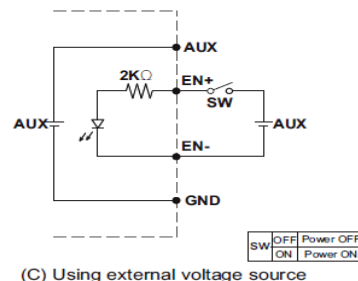 AUX
2KΩ
EN+
SW
AUX
AUX
EN-
GND
SW OFF Power OFF
ON Power ON
(C) Using external voltage source